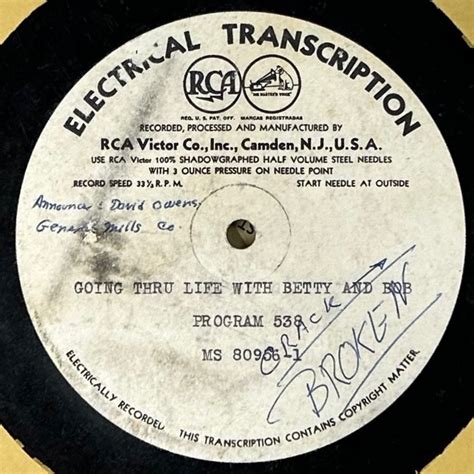 ELECTRICAL TRANSCRIPTION
RCA
"HIS MASTER'S VOICE"
REG. U. S. PAT. OFF. MARCAS REGISTRADAS
RECORDED, PROCESSED AND MANUFACTURED BY
RCA Victor Co., Inc., Camden, N.J., U.S.A.
USE RCA Victor 100% SHADOWGRAPHED HALF VOLUME STEEL NEEDLES
WITH 3 OUNCE PRESSURE ON NEEDLE POINT
RECORD SPEED 33⅓ R.P.M. START NEEDLE AT OUTSIDE
Announcer: David Owens,
General Mills Co.
GOING THRU LIFE WITH BETTY AND BOB
PROGRAM 538
MS 80956-1
CRACK
BROKEN
ELECTRICALLY RECORDED THIS TRANSCRIPTION CONTAINS COPYRIGHT MATTER